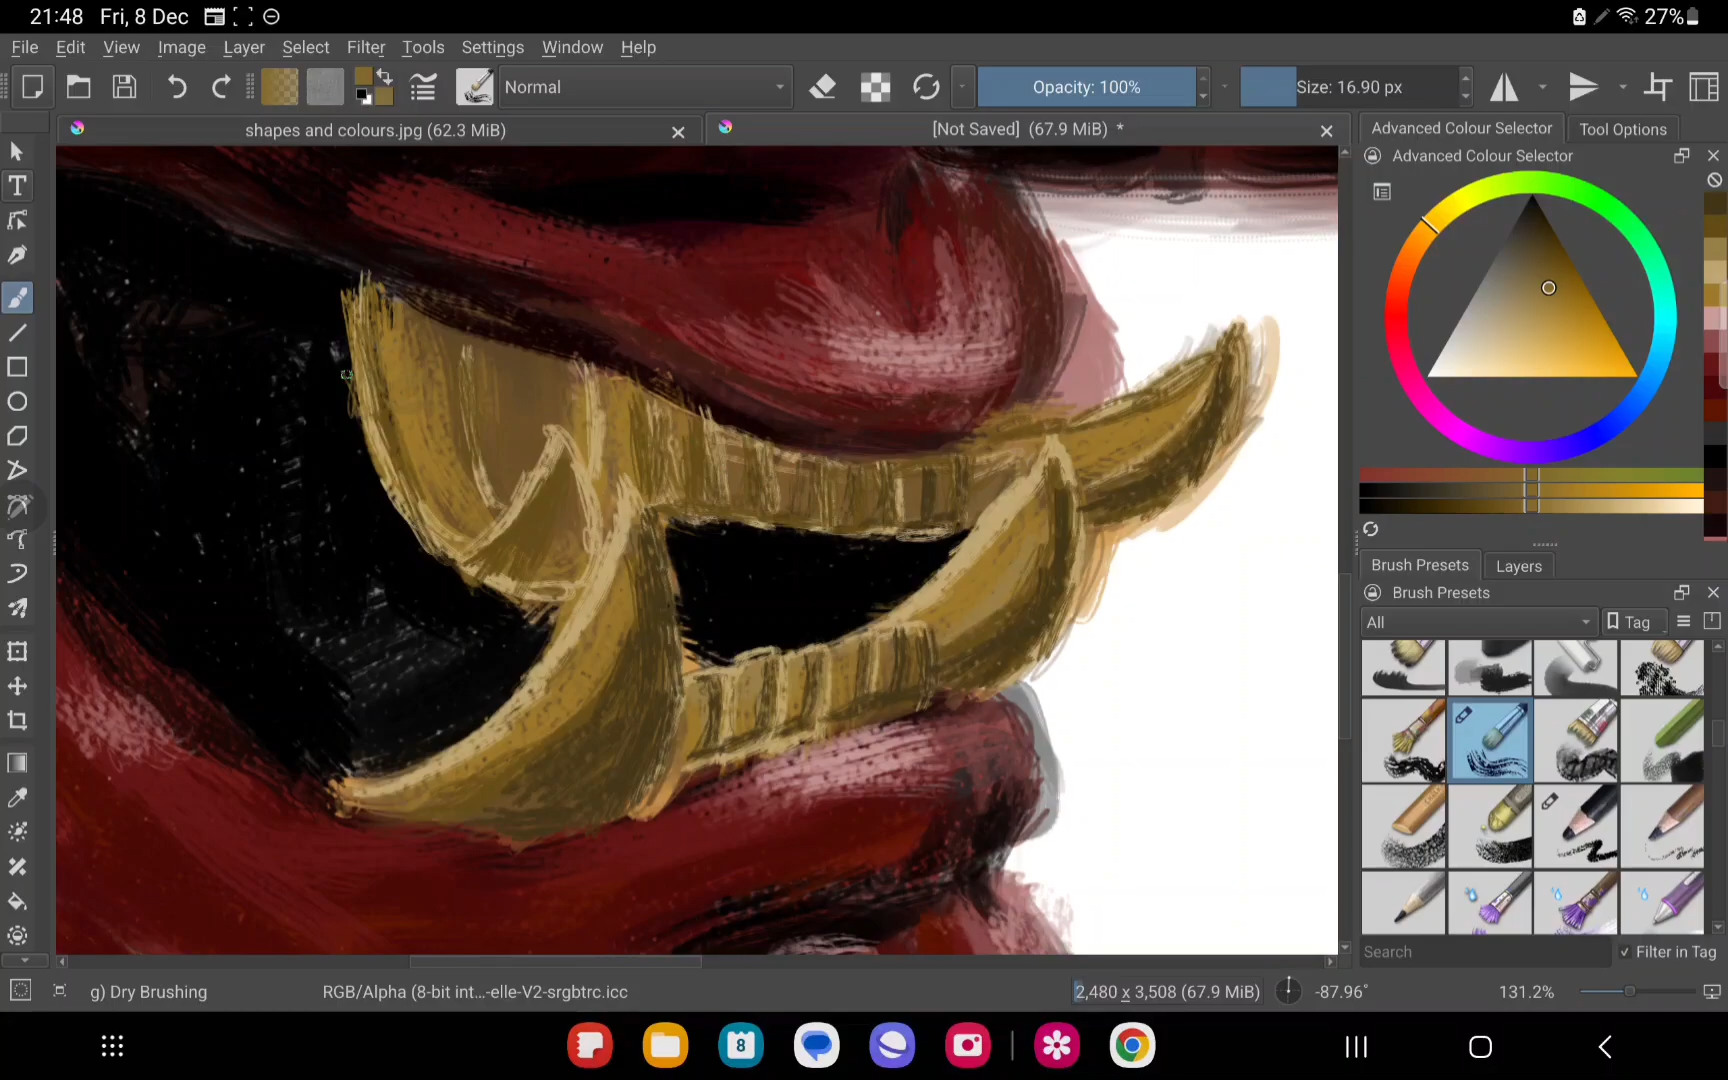 21:48 Fri, 8 Dec 27%
File Edit View Image Layer Select Filter Tools Settings Window Help
Normal Opacity: 100% Size: 16.90 px
shapes and colours.jpg (62.3 MiB) [Not Saved] (67.9 MiB) * Advanced Colour Selector Tool Options
Advanced Colour Selector
Brush Presets Layers
Brush Presets
All Tag
Search Filter in Tag
g) Dry Brushing RGB/Alpha (8-bit int...-elle-V2-srgbtrc.icc 2,480 x 3,508 (67.9 MiB) -87.96° 131.2%
8